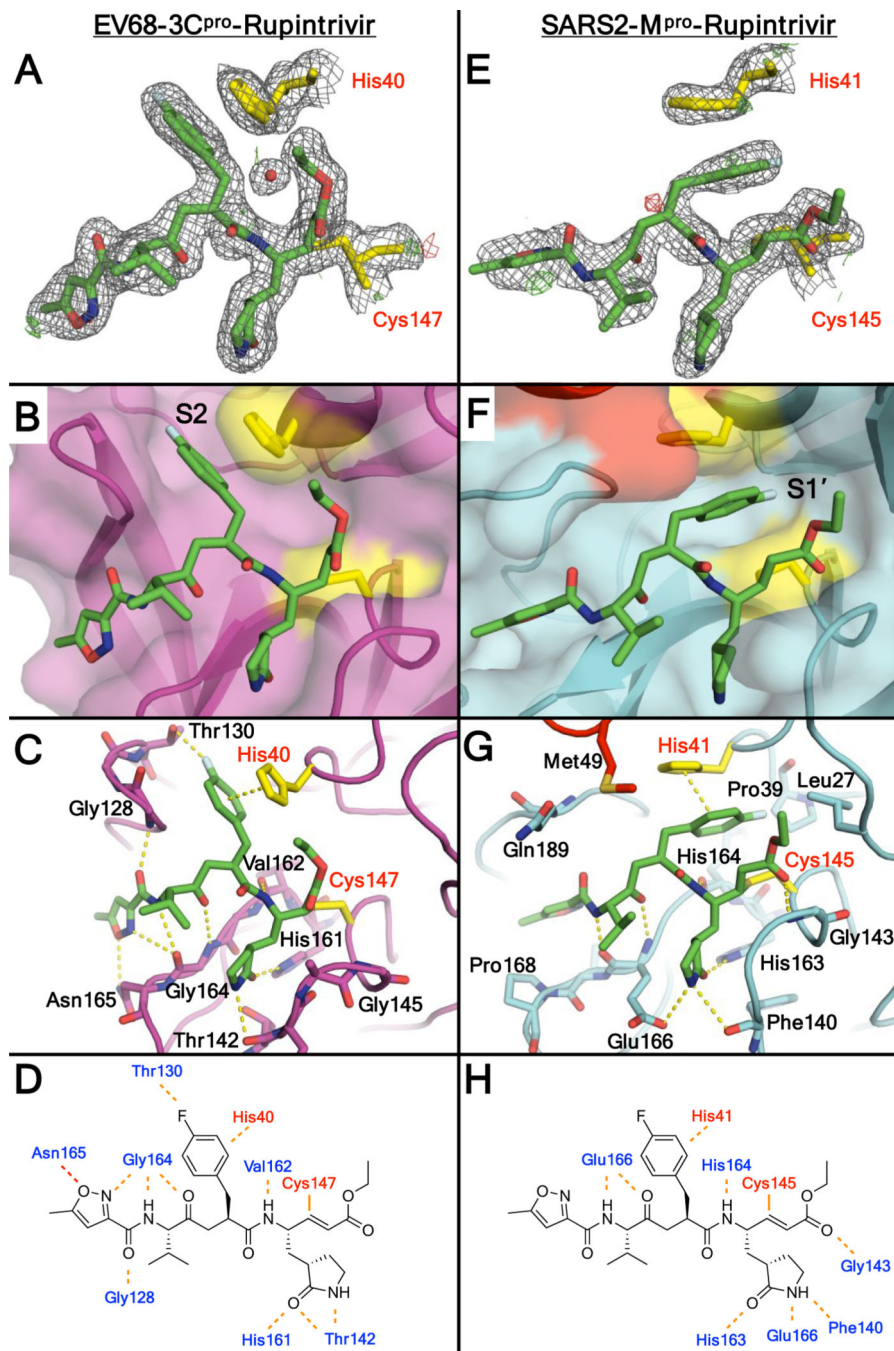 EV68-3Cpro-Rupintrivir
SARS2-Mpro-Rupintrivir
A
His40
Cys147
E
His41
Cys145
B
S2
F
S1′
C
Thr130
His40
Gly128
Val162
Cys147
His161
Asn165
Gly164
Gly145
Thr142
G
His41
Met49
Pro39
Leu27
Gln189
His164
Cys145
Gly143
Pro168
His163
Glu166
Phe140
D
Thr130
F
His40
Asn165
Gly164
Val162
Cys147
O
N
H
N
O
H
N
O
O
O
O
Gly128
O
NH
His161
Thr142
H
F
His41
Glu166
His164
Cys145
O
N
H
N
O
H
N
O
O
O
O
Gly143
O
NH
Phe140
His163
Glu166